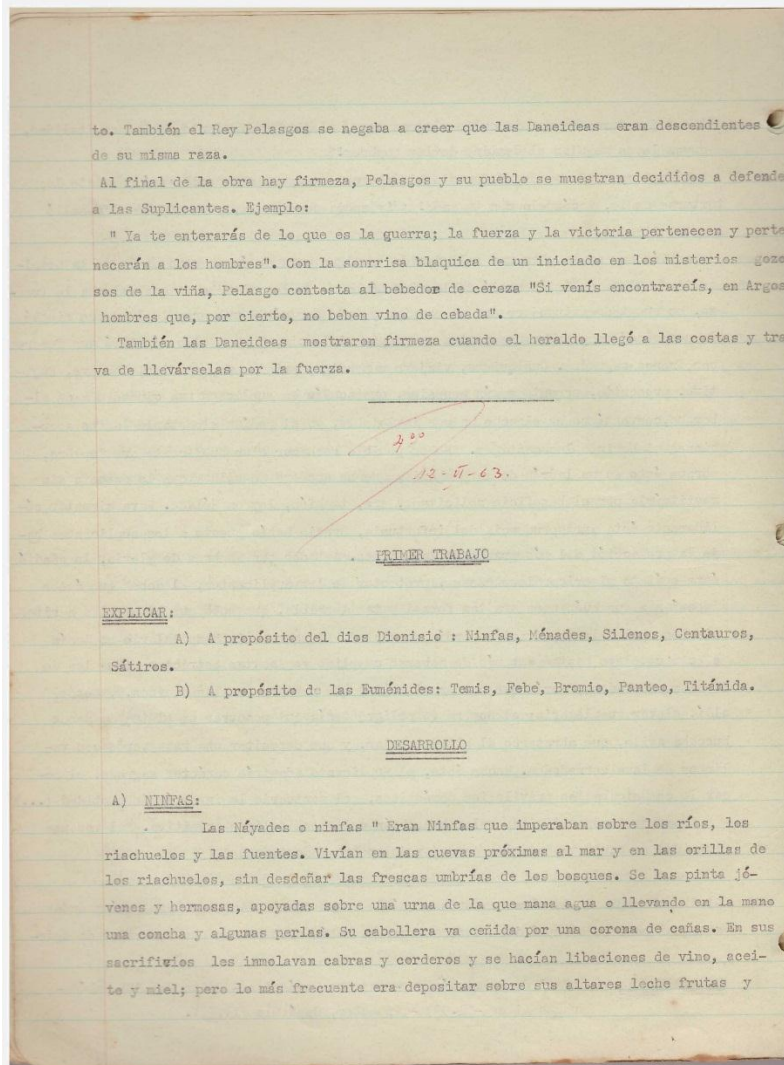 to. También el Rey Pelasgos se negaba a creer que las Daneideas eran descendientes
de su misma raza.
Al final de la obra hay firmeza, Pelasgos y su pueblo se muestran decididos a defende
a las Suplicantes. Ejemplo:
" Ya te enterarás de lo que es la guerra; la fuerza y la victoria pertenecen y perte
necerán a los hombres". Con la sonrrisa blaquica de un iniciado en los misterios gozo
sos de la viña, Pelasgo contesta al bebedor de cereza "Si venís encontrareís, en Argos
hombres que, por cierto, no beben vino de cebada".
También las Daneideas mostraron firmeza cuando el heraldo llegó a las costas y tra
va de llevárselas por la fuerza.
4⁰⁰
12-II-63.
PRIMER TRABAJO
EXPLICAR:
A) A propósito del dios Dionisio : Ninfas, Ménades, Silenos, Centauros,
Sátiros.
B) A propósito de las Euménides: Temis, Febe, Bromio, Panteo, Titánida.
DESARROLLO
A) NINFAS:
Las Náyades o ninfas " Eran Ninfas que imperaban sobre los ríos, los
riachuelos y las fuentes. Vivían en las cuevas próximas al mar y en las orillas de
los riachuelos, sin desdeñar las frescas umbrías de los bosques. Se las pinta jó-
venes y hermosas, apoyadas sobre una urna de la que mana agua o llevando en la mano
una concha y algunas perlas. Su cabellera va ceñida por una corona de cañas. En sus
sacrifivios les inmolavan cabras y corderos y se hacían libaciones de vino, acei-
te y miel; pero lo más frecuente era depositar sobre sus altares leche frutas y